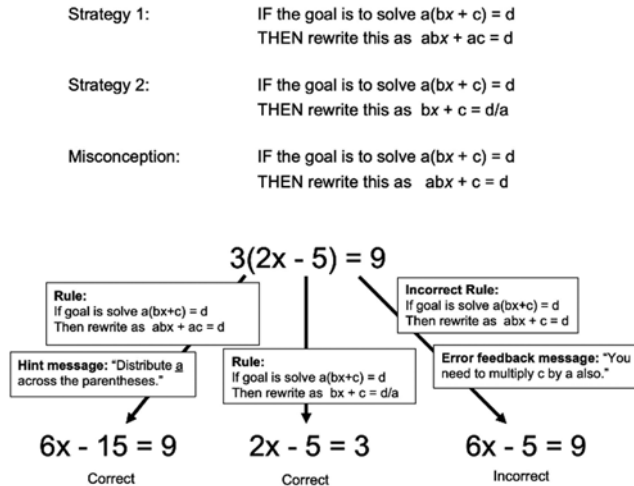 Strategy 1: IF the goal is to solve a(bx + c) = d
THEN rewrite this as abx + ac = d
Strategy 2: IF the goal is to solve a(bx + c) = d
THEN rewrite this as bx + c = d/a
Misconception: IF the goal is to solve a(bx + c) = d
THEN rewrite this as abx + c = d
3(2x - 5) = 9
Rule:
If goal is solve a(bx+c) = d
Then rewrite as abx + ac = d
Hint message: "Distribute a
across the parentheses."
Rule:
If goal is solve a(bx+c) = d
Then rewrite as bx + c = d/a
Incorrect Rule:
If goal is solve a(bx+c) = d
Then rewrite as abx + c = d
Error feedback message: "You
need to multiply c by a also."
6x - 15 = 9
Correct
2x - 5 = 3
Correct
6x - 5 = 9
Incorrect